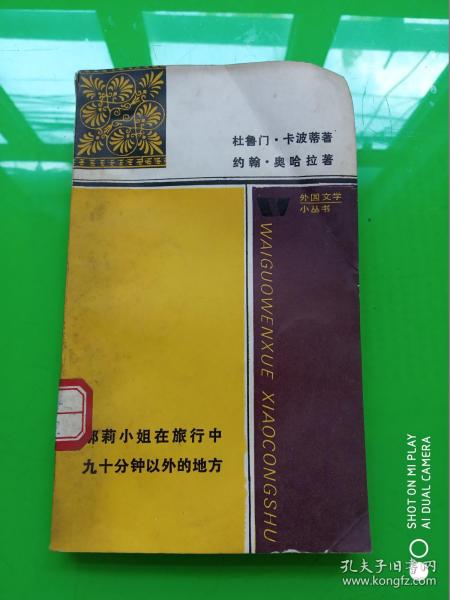 杜鲁门·卡波蒂著
约翰·奥哈拉著
外国文学
小丛书
WAIGUOWENXUE XIAOCONGSHU
莉小姐在旅行中
九十分钟以外的地方
SHOT ON MI PLAY
AI DUAL CAMERA
孔夫子旧书网
www.kongfz.com